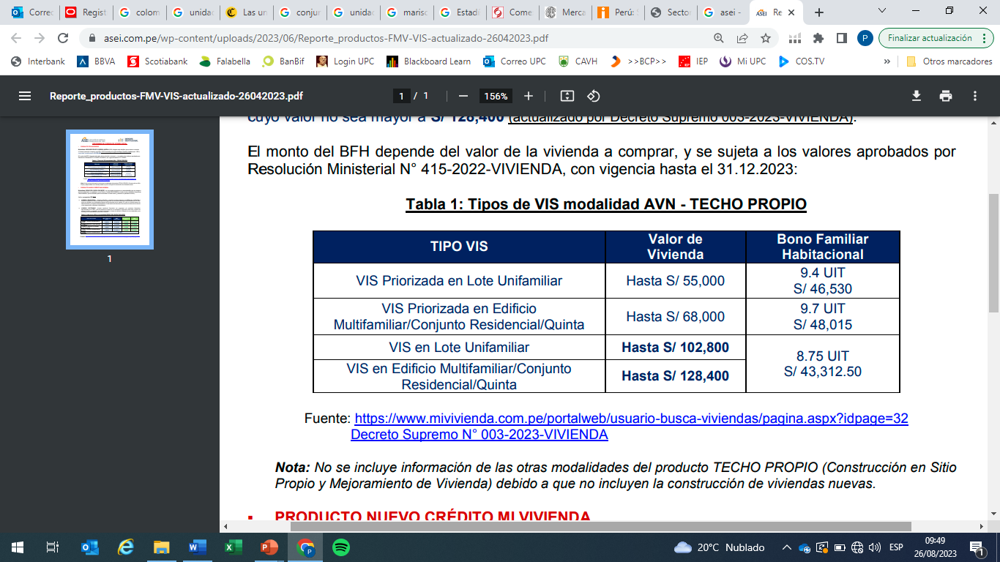 Corre
Regist
colom
unidac
Las un
conjur
unidac
marisc
Estadí
Come
Merca
Perú: S
Sector
asei -
ASEI
Re
asei.com.pe/wp-content/uploads/2023/06/Reporte_productos-FMV-VIS-actualizado-26042023.pdf
P
Finalizar actualización
Interbank
BBVA
Scotiabank
Falabella
BanBif
Login UPC
Blackboard Learn
Correo UPC
CAVH
>>BCP>>
IEP
Mi UPC
COS.TV
»
Otros marcadores
Reporte_productos-FMV-VIS-actualizado-26042023.pdf
1 / 1
156%
1
cuyo valor no sea mayor a S/ 128,400 (actualizado por Decreto Supremo 003-2023-VIVIENDA).
El monto del BFH depende del valor de la vivienda a comprar, y se sujeta a los valores aprobados por
Resolución Ministerial N° 415-2022-VIVIENDA, con vigencia hasta el 31.12.2023:
Tabla 1: Tipos de VIS modalidad AVN - TECHO PROPIO
TIPO VIS
Valor de
Vivienda
Bono Familiar
Habitacional
VIS Priorizada en Lote Unifamiliar
Hasta S/ 55,000
9.4 UIT
S/ 46,530
VIS Priorizada en Edificio
Multifamiliar/Conjunto Residencial/Quinta
Hasta S/ 68,000
9.7 UIT
S/ 48,015
VIS en Lote Unifamiliar
Hasta S/ 102,800
VIS en Edificio Multifamiliar/Conjunto
Residencial/Quinta
Hasta S/ 128,400
8.75 UIT
S/ 43,312.50
Fuente: https://www.mivivienda.com.pe/portalweb/usuario-busca-viviendas/pagina.aspx?idpage=32
Decreto Supremo N° 003-2023-VIVIENDA
Nota: No se incluye información de las otras modalidades del producto TECHO PROPIO (Construcción en Sitio
Propio y Mejoramiento de Vivienda) debido a que no incluyen la construcción de viviendas nuevas.
PRODUCTO NUEVO CRÉDITO MI VIVIENDA
20°C Nublado
ESP
09:49
26/08/2023
1